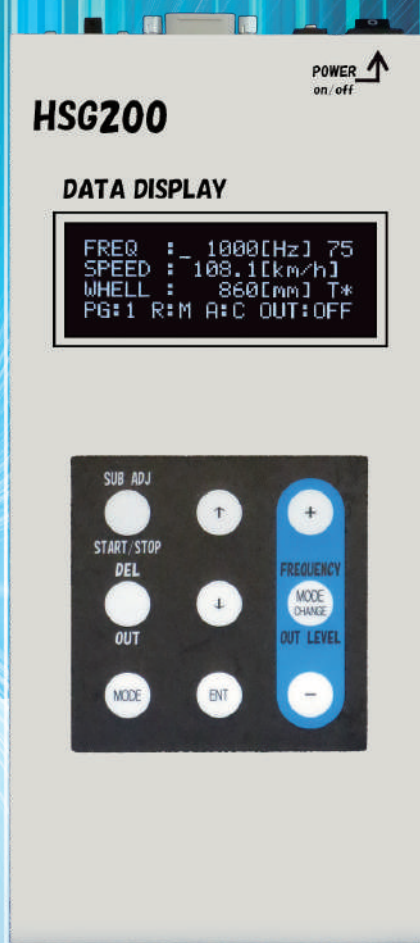 POWER
on/off
HSG200
DATA DISPLAY
FREQ :_ 1000[Hz] 75
SPEED : 108.1[km/h]
WHELL : 860[mm] T*
PG:1 R:M A:C OUT:OFF
SUB ADJ
↑
+
START/STOP
DEL
↓
FREQUENCY
MODE
CHANGE
OUT LEVEL
OUT
MODE
ENT
−